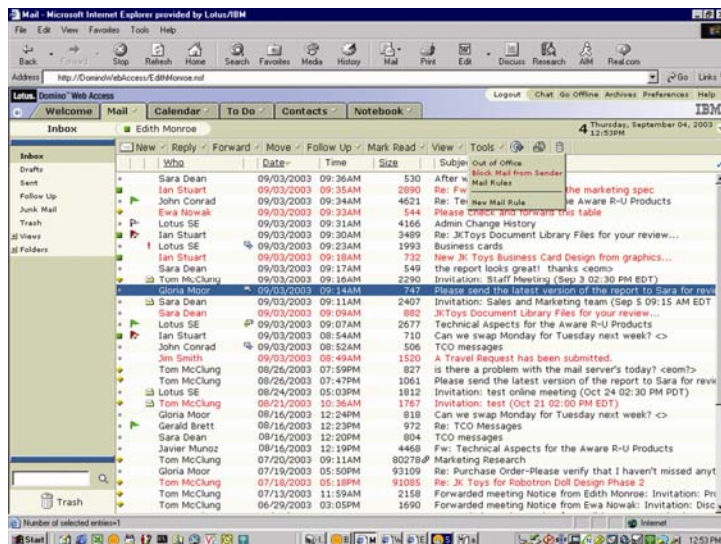 Mail - Microsoft Internet Explorer provided by Lotus/IBM
File Edit View Favorites Tools Help
Back Forward Stop Refresh Home Search Favorites Media History Mail Print Edit Discuss Research AIM Real.com
Address http://DominoWebAccess/EdithMonroe.nsf Go Links
Lotus. Domino Web Access Logout Chat Go Offline Archives Preferences Help
Welcome Mail Calendar To Do Contacts Notebook IBM
Inbox Edith Monroe 4 Thursday, September 04, 2003
12:53PM
New Reply Forward Move Follow Up Mark Read View Tools
Inbox
Drafts
Sent
Follow Up
Junk Mail
Trash
Views
Folders
Trash
Out of Office
Block Mail from Sender
Mail Rules
New Mail Rule
Who Date Time Size Subje
Sara Dean 09/03/2003 09:36AM 530 After w
Ian Stuart 09/03/2003 09:35AM 2890 Re: Fw the marketing spec
John Conrad 09/03/2003 09:34AM 4621 Re: Te he Aware R-U Products
Ewa Nowak 09/03/2003 09:33AM 544 Please check and forward this table
Lotus SE 09/03/2003 09:31AM 4166 Admin Change History
Ian Stuart 09/03/2003 09:30AM 3489 Re: JKToys Document Library Files for your review...
Lotus SE 09/03/2003 09:23AM 1993 Business cards
Ian Stuart 09/03/2003 09:18AM 732 New JK Toys Business Card Design from graphics...
Sara Dean 09/03/2003 09:17AM 549 the report looks great! thanks <eom>
Tom McClung 09/03/2003 09:16AM 2290 Invitation: Staff Meeting (Sep 3 02:30 PM EDT)
Gloria Moor 09/03/2003 09:14AM 747 Please send the latest version of the report to Sara for revie
Sara Dean 09/03/2003 09:11AM 2407 Invitation: Sales and Marketing team (Sep 5 09:15 AM EDT
Sara Dean 09/03/2003 09:09AM 882 JKToys Document Library Files for your review...
Lotus SE 09/03/2003 09:07AM 2677 Technical Aspects for the Aware R-U Products
Ian Stuart 09/03/2003 08:54AM 710 Can we swap Monday for Tuesday next week? <>
John Conrad 09/03/2003 08:52AM 506 TCO messages
Jim Smith 09/03/2003 08:49AM 1520 A Travel Request has been submitted.
Tom McClung 08/26/2003 07:59PM 827 is there a problem with the mail server's today? <eom?>
Tom McClung 08/26/2003 07:47PM 1061 Please send the latest version of the report to Sara for revie
Lotus SE 08/24/2003 05:03PM 1812 Invitation: test online meeting (Oct 24 02:30 PM PDT)
Tom McClung 08/21/2003 10:36AM 1767 Invitation: test (Oct 21 02:00 PM EDT)
Gloria Moor 08/16/2003 12:24PM 818 Can we swap Monday for Tuesday next week? <>
Gerald Brett 08/16/2003 12:23PM 972 Re: TCO Messages
Sara Dean 08/16/2003 12:20PM 804 TCO messages
Javier Munoz 08/16/2003 12:19PM 4468 Fw: Technical Aspects for the Aware R-U Products
Tom McClung 07/20/2003 09:11AM 80278 Marketing Research
Gloria Moor 07/19/2003 05:50PM 93109 Re: Purchase Order-Please verify that I haven't missed anyt
Tom McClung 07/18/2003 05:18PM 91085 Re: JK Toys for Robotron Doll Design Phase 2
Tom McClung 07/13/2003 11:59AM 2158 Forwarded meeting Notice from Edith Monroe: Invitation: Pro
Tom McClung 06/29/2003 03:05PM 1690 Forwarded meeting Notice from Ewa Nowak: Invitation: Disc
Number of selected entries=1 Internet
Start 12:53 PM